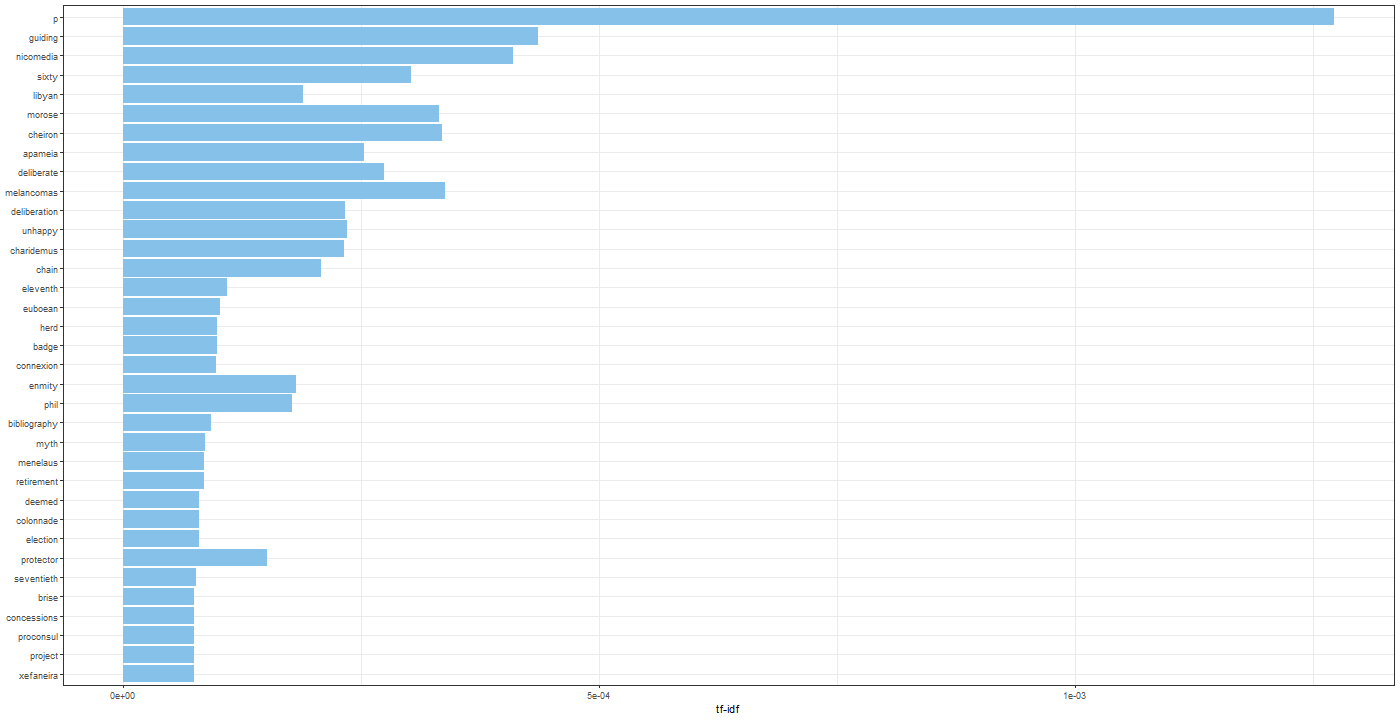 p
guiding
nicomedia
sixty
libyan
morose
cheiron
apameia
deliberate
melancomas
deliberation
unhappy
charidemus
chain
eleventh
euboean
herd
badge
connexion
enmity
phil
bibliography
myth
menelaus
retirement
deemed
colonnade
election
protector
seventieth
brise
concessions
proconsul
project
xefaneira
0e+00 5e-04 1e-03
tf-idf